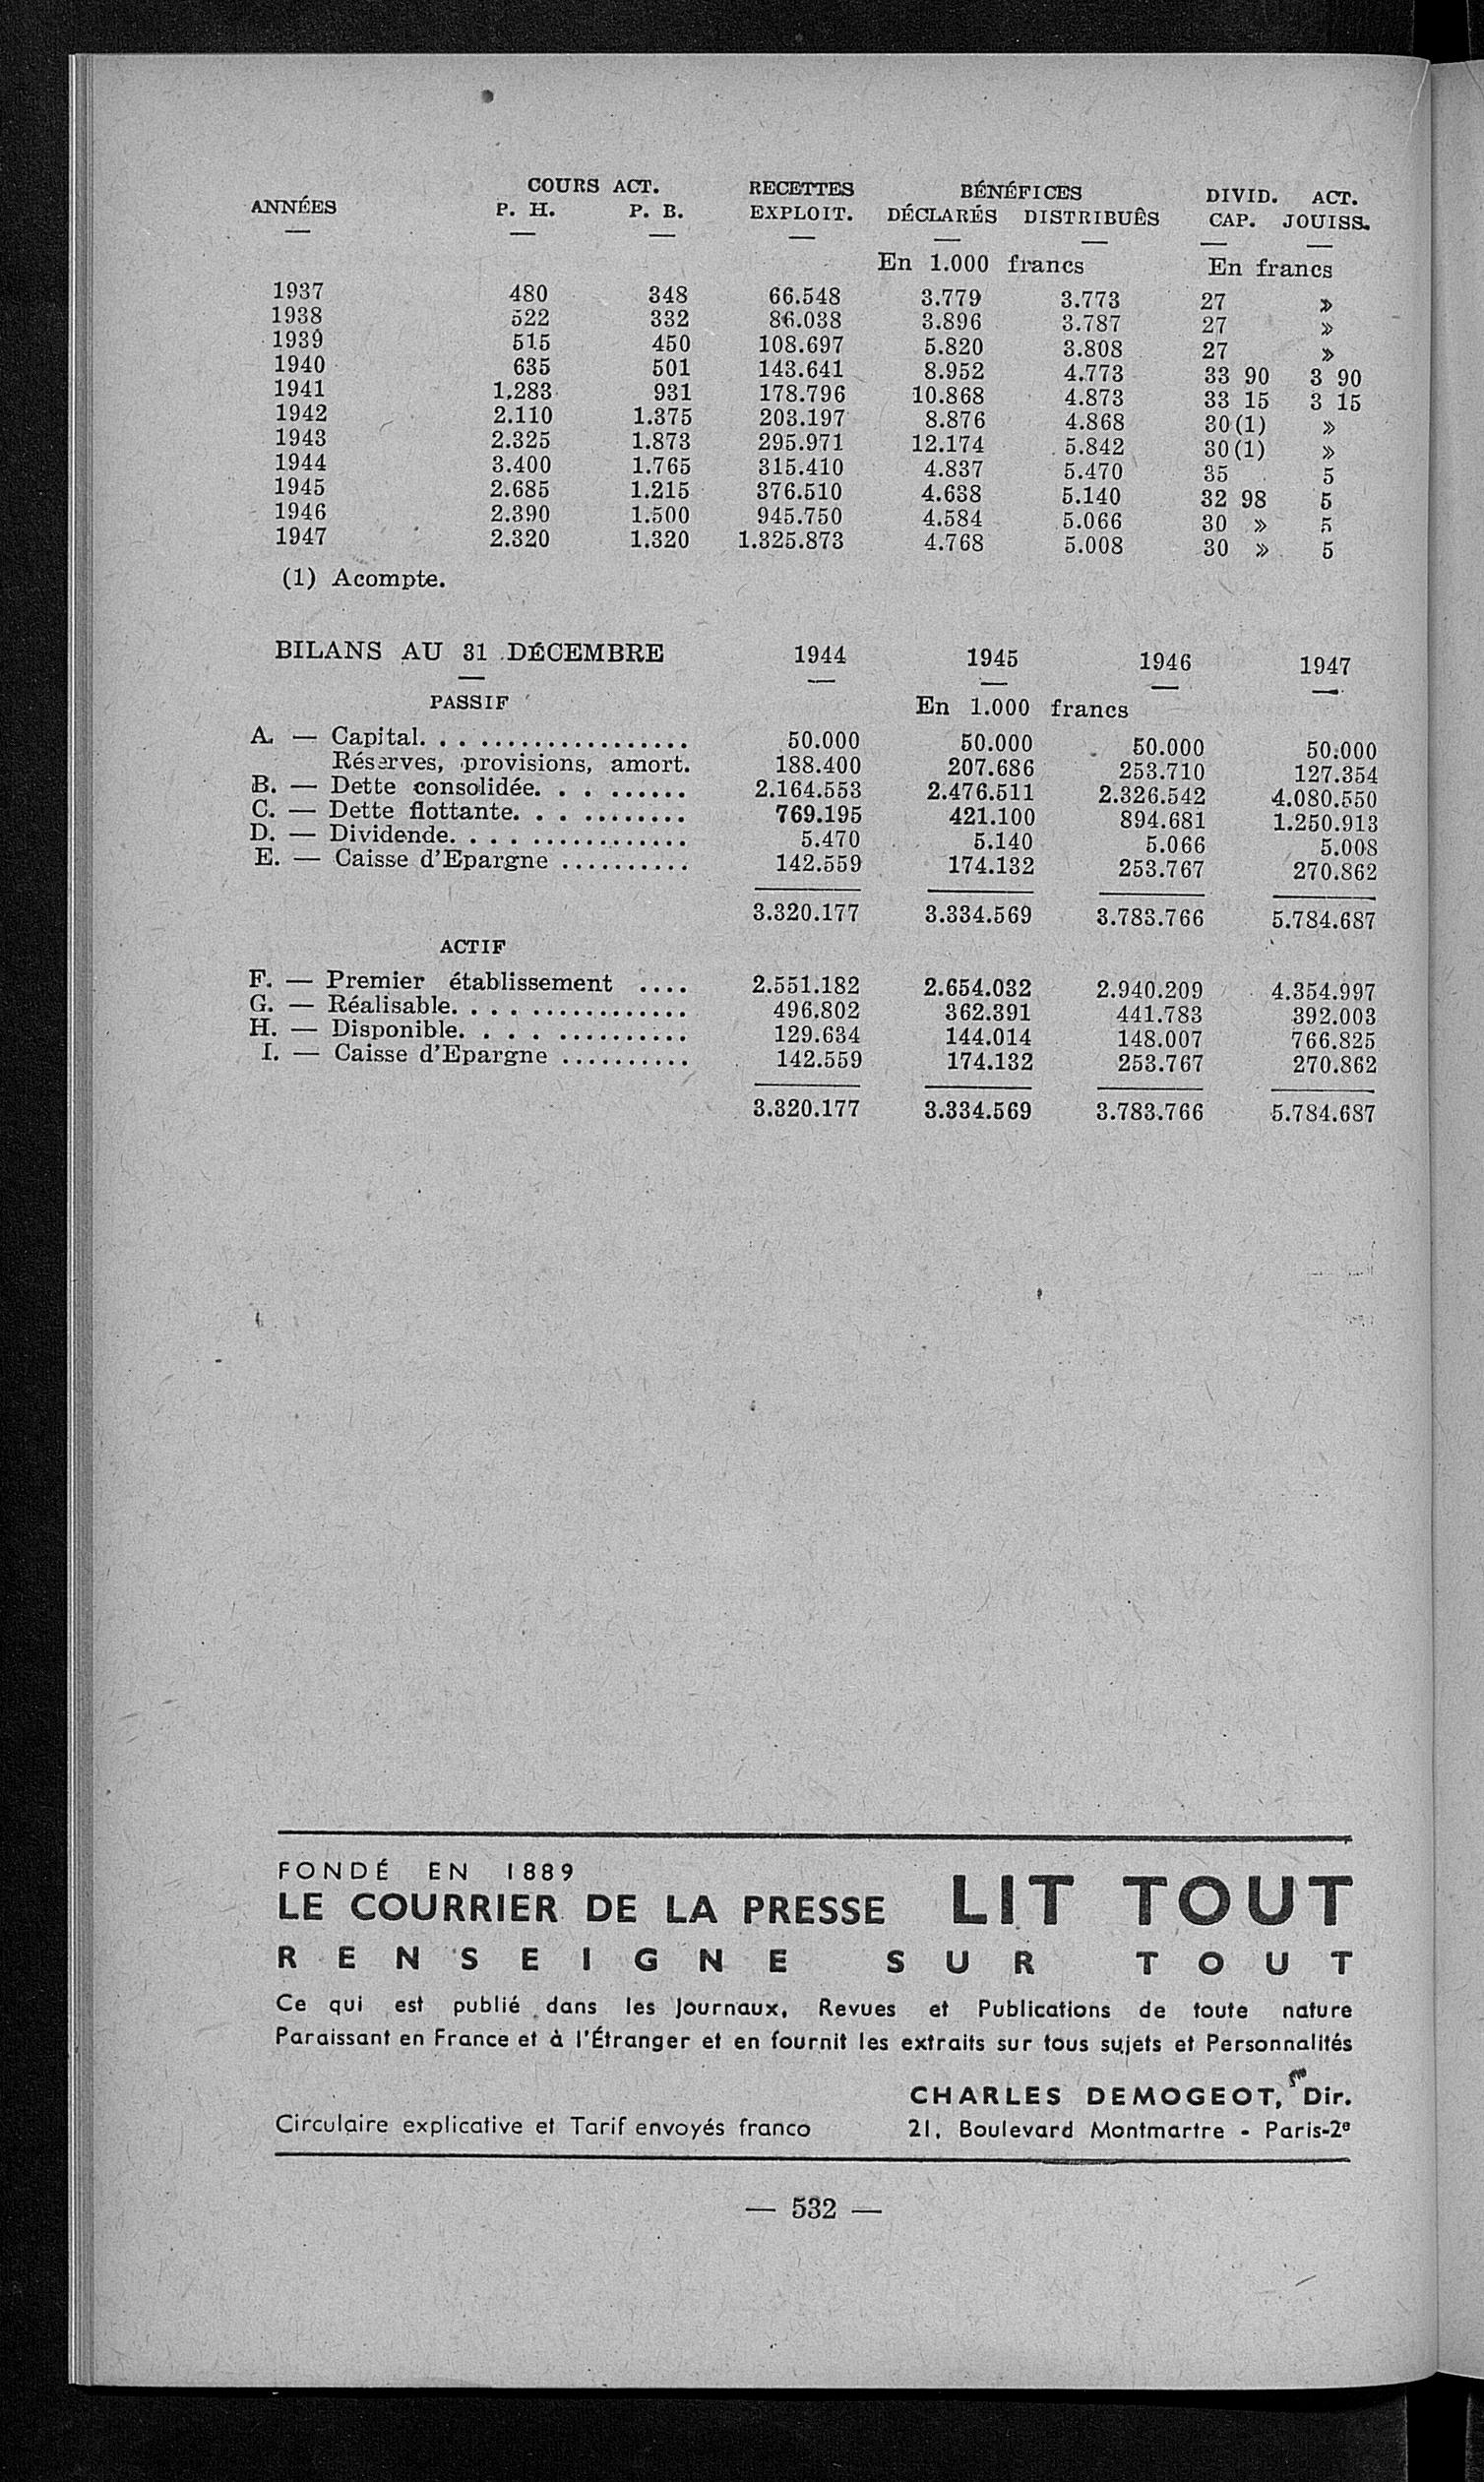 ANNÉES COURS ACT. RECETTES BÉNÉFICES DIVID. ACT.
P. H. P. B. EXPLOIT. DÉCLARÉS DISTRIBUÊS CAP. JOUISS.
En 1.000 francs En francs
1937 480 348 66.548 3.779 3.773 27 »
1938 522 332 86.038 3.896 3.787 27 »
1939 515 450 108.697 5.820 3.808 27 »
1940 635 501 143.641 8.952 4.773 33 90 3 90
1941 1.283 931 178.796 10.868 4.873 33 15 3 15
1942 2.110 1.375 203.197 8.876 4.868 30(1) »
1943 2.325 1.873 295.971 12.174 5.842 30(1) »
1944 3.400 1.765 315.410 4.837 5.470 35 5
1945 2.685 1.215 376.510 4.638 5.140 32 98 5
1946 2.390 1.500 945.750 4.584 5.066 30 » 5
1947 2.320 1.320 1.325.873 4.768 5.008 30 » 5
(1) Acompte.
BILANS AU 31 DÉCEMBRE 1944 1945 1946 1947
PASSIF En 1.000 francs
A. — Capital. . . ................ 50.000 50.000 50.000 50.000
Réserves, provisions, amort. 188.400 207.686 253.710 127.354
B. — Dette consolidée. . . . ...... 2.164.553 2.476.511 2.326.542 4.080.550
C. — Dette flottante. . . ........ 769.195 421.100 894.681 1.250.913
D. — Dividende. . . . ............ 5.470 5.140 5.066 5.008
E. — Caisse d'Epargne .......... 142.559 174.132 253.767 270.862
3.320.177 3.334.569 3.783.766 5.784.687
ACTIF
F. — Premier établissement .... 2.551.182 2.654.032 2.940.209 4.354.997
G. — Réalisable. . . . ............ 496.802 362.391 441.783 392.003
H. — Disponible. . . . .......... 129.634 144.014 148.007 766.825
I. — Caisse d'Epargne .......... 142.559 174.132 253.767 270.862
3.320.177 3.334.569 3.783.766 5.784.687
FONDÉ EN 1889
LE COURRIER DE LA PRESSE LIT TOUT
RENSEIGNE SUR TOUT
Ce qui est publié dans les Journaux, Revues et Publications de toute nature
Paraissant en France et à l'Étranger et en fournit les extraits sur tous sujets et Personnalités
CHARLES DEMOGEOT, Dir.
Circulaire explicative et Tarif envoyés franco 21, Boulevard Montmartre - Paris-2e
— 532 —